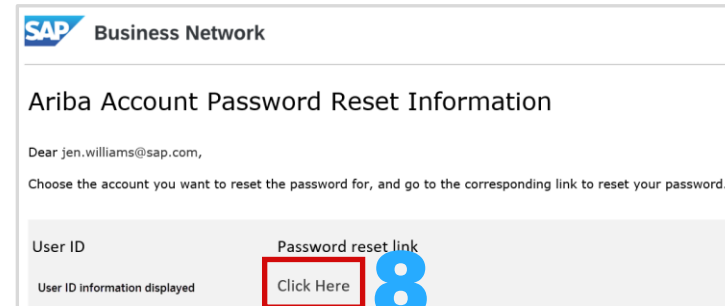 SAP Business Network
Ariba Account Password Reset Information
Dear jen.williams@sap.com,
Choose the account you want to reset the password for, and go to the corresponding link to reset your password.
User ID Password reset link
User ID information displayed Click Here 8